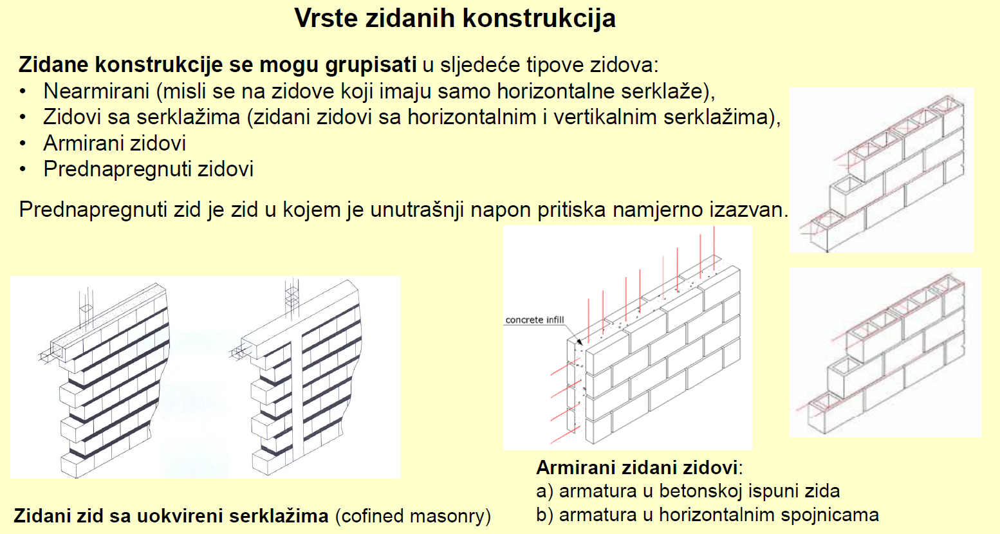 Vrste zidanih konstrukcija
Zidane konstrukcije se mogu grupisati u sljedeće tipove zidova:
• Nearmirani (misli se na zidove koji imaju samo horizontalne serklaže),
• Zidovi sa serklažima (zidani zidovi sa horizontalnim i vertikalnim serklažima),
• Armirani zidovi
• Prednapregnuti zidovi
Prednapregnuti zid je zid u kojem je unutrašnji napon pritiska namjerno izazvan.
concrete infill
Armirani zidani zidovi:
a) armatura u betonskoj ispuni zida
b) armatura u horizontalnim spojnicama
Zidani zid sa uokvireni serklažima (cofined masonry)